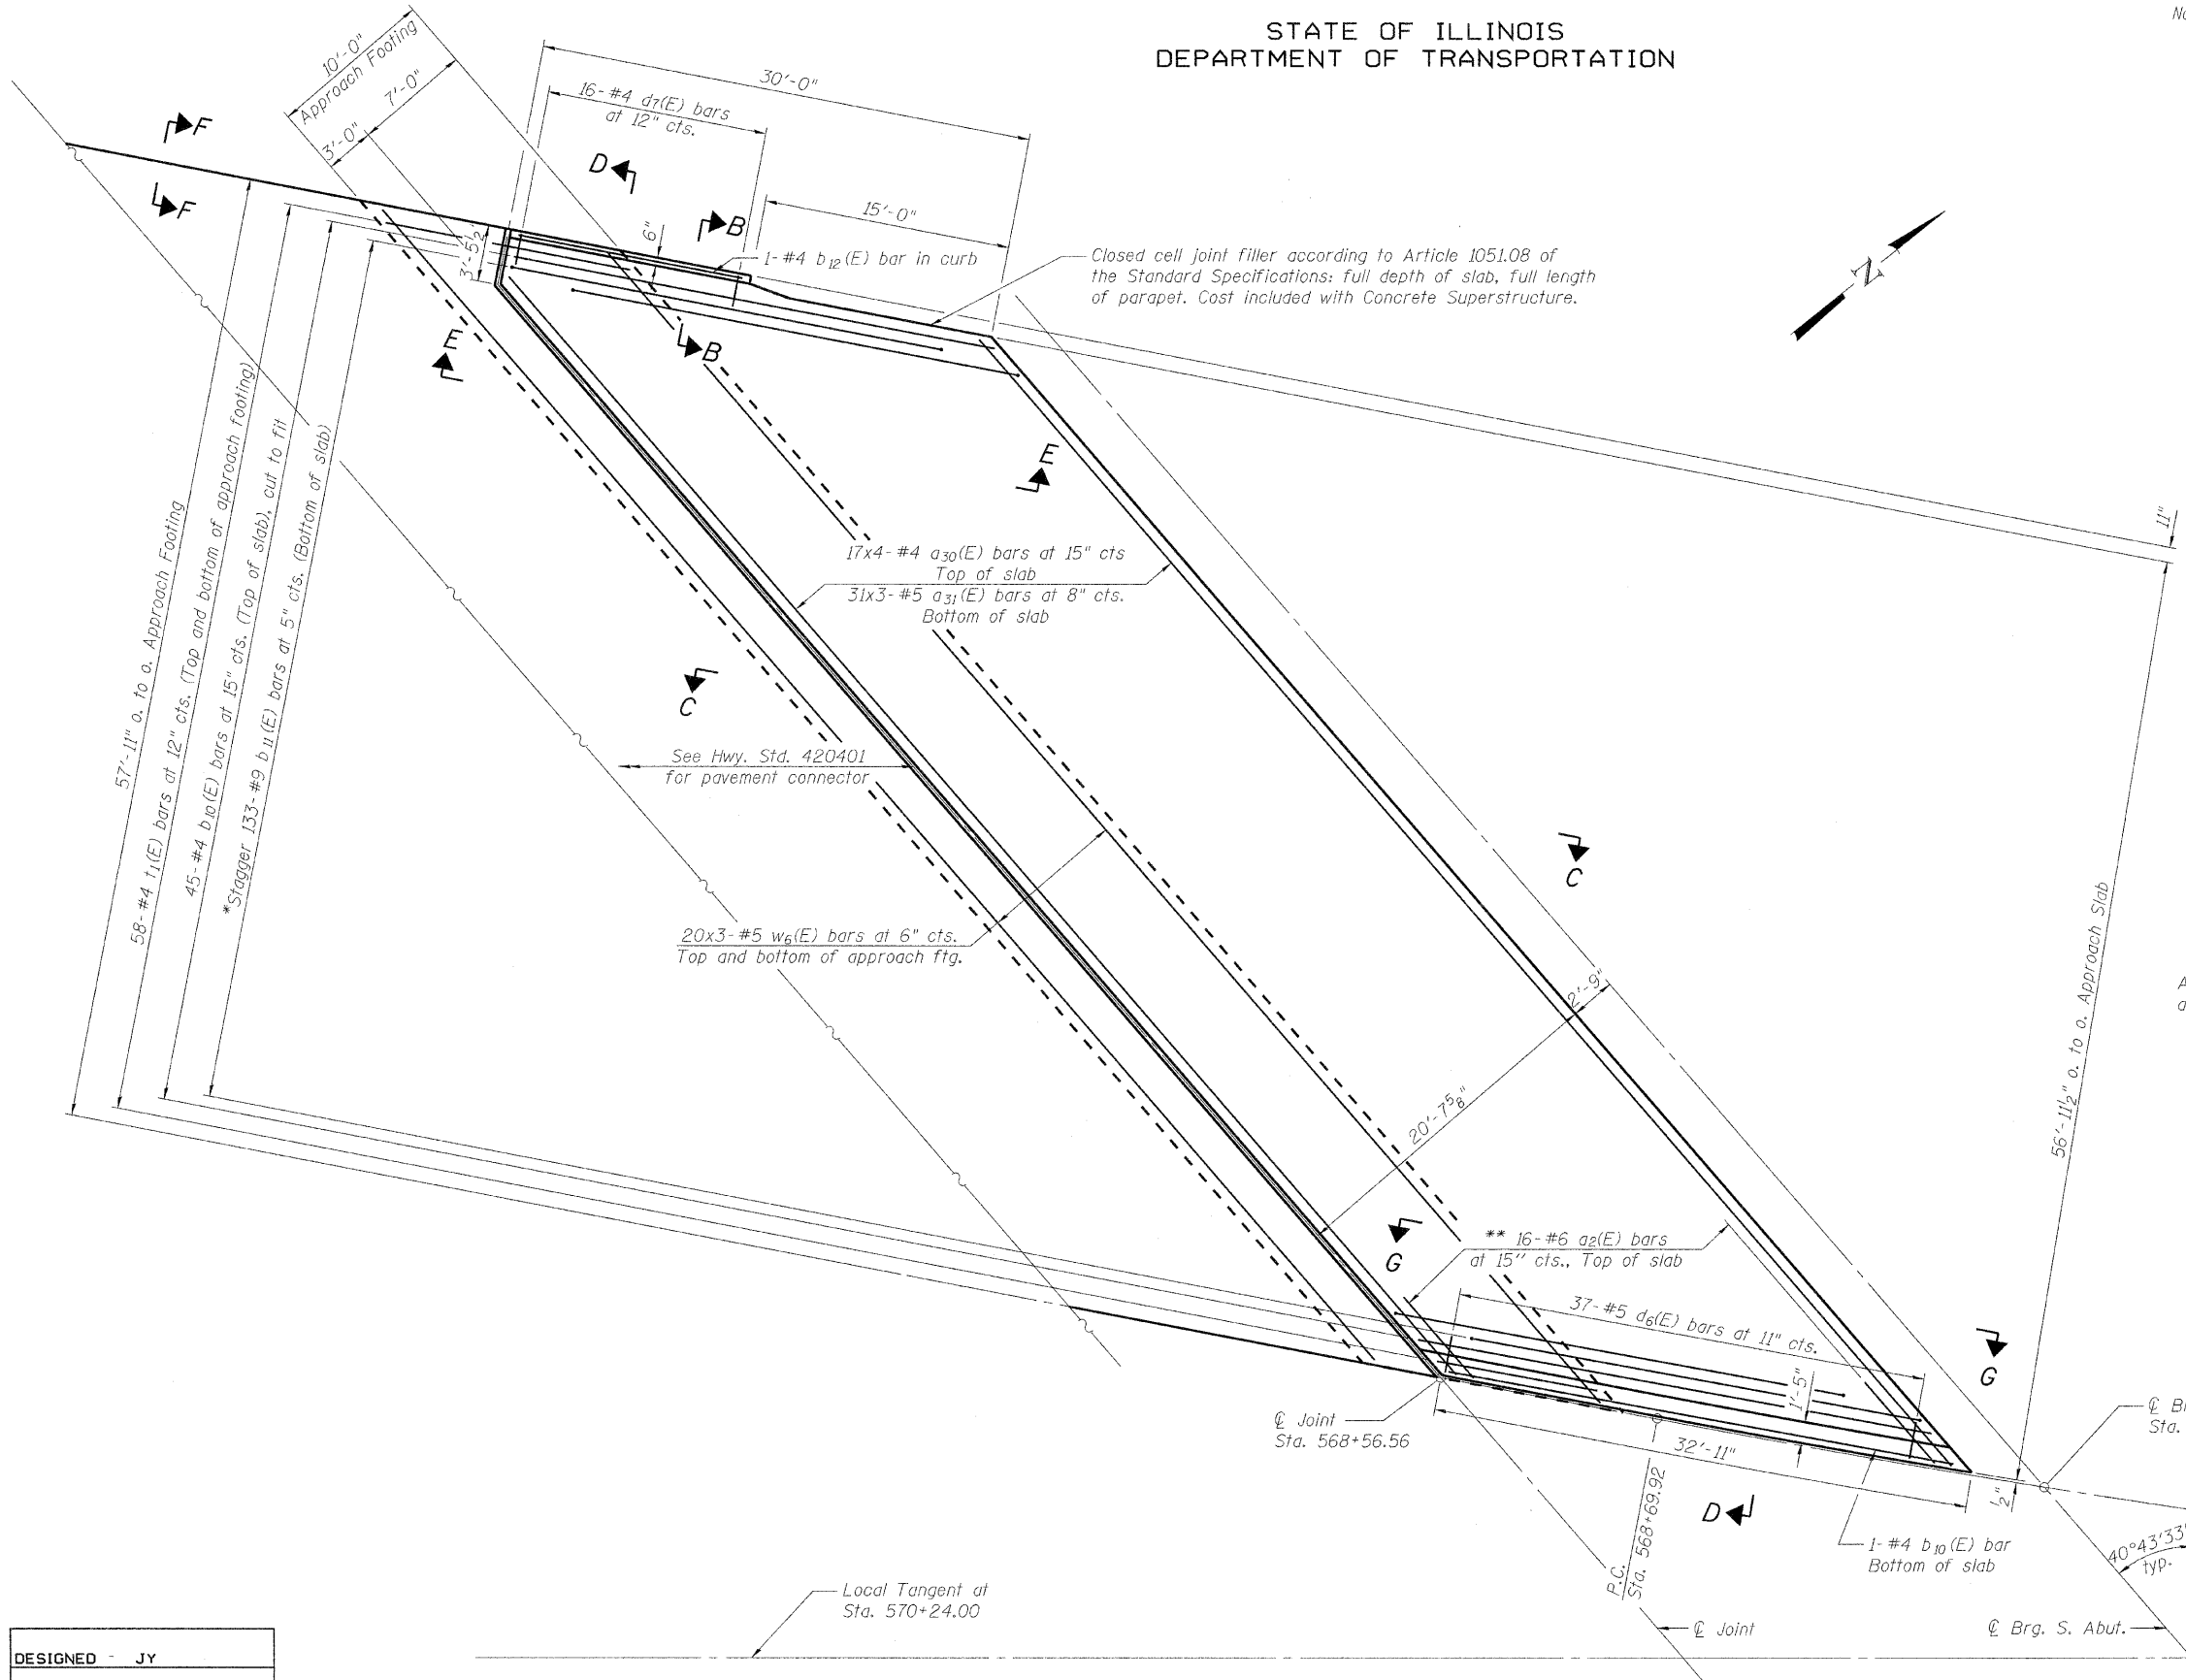 STATE OF ILLINOIS
DEPARTMENT OF TRANSPORTATION
10'-0"
Approach Footing
3'-0"
7'-0"
30'-0"
16-#4 d7(E) bars
at 12" cts.
15'-0"
6"
3'-5½"
1-#4 b12(E) bar in curb
Closed cell joint filler according to Article 1051.08 of
the Standard Specifications: full depth of slab, full length
of parapet. Cost included with Concrete Superstructure.
N
F
F
D
B
B
E
E
11"
57'-11" o. to o. Approach Footing
58-#4 t1(E) bars at 12" cts. (Top and bottom of approach footing)
45-#4 b10(E) bars at 15" cts. (Top of slab), cut to fit
*Stagger 133-#9 b11(E) bars at 5" cts. (Bottom of slab)
17x4-#4 a30(E) bars at 15" cts
Top of slab
31x3-#5 a31(E) bars at 8" cts.
Bottom of slab
C
See Hwy. Std. 420401
for pavement connector
C
20x3-#5 w6(E) bars at 6" cts.
Top and bottom of approach ftg.
2'-9"
20'-7⅝"
56'-11½" o. to o. Approach Slab
G
** 16-#6 a2(E) bars
at 15" cts., Top of slab
37-#5 d6(E) bars at 11" cts.
1'-5"
G
℄ Joint
Sta. 568+56.56
32'-11"
P.C.
Sta. 568+69.92
D
½"
Sta.
1-#4 b10(E) bar
Bottom of slab
40°43'33"
typ.
Local Tangent at
Sta. 570+24.00
℄ Joint
℄ Brg. S. Abut.
DESIGNED - JY